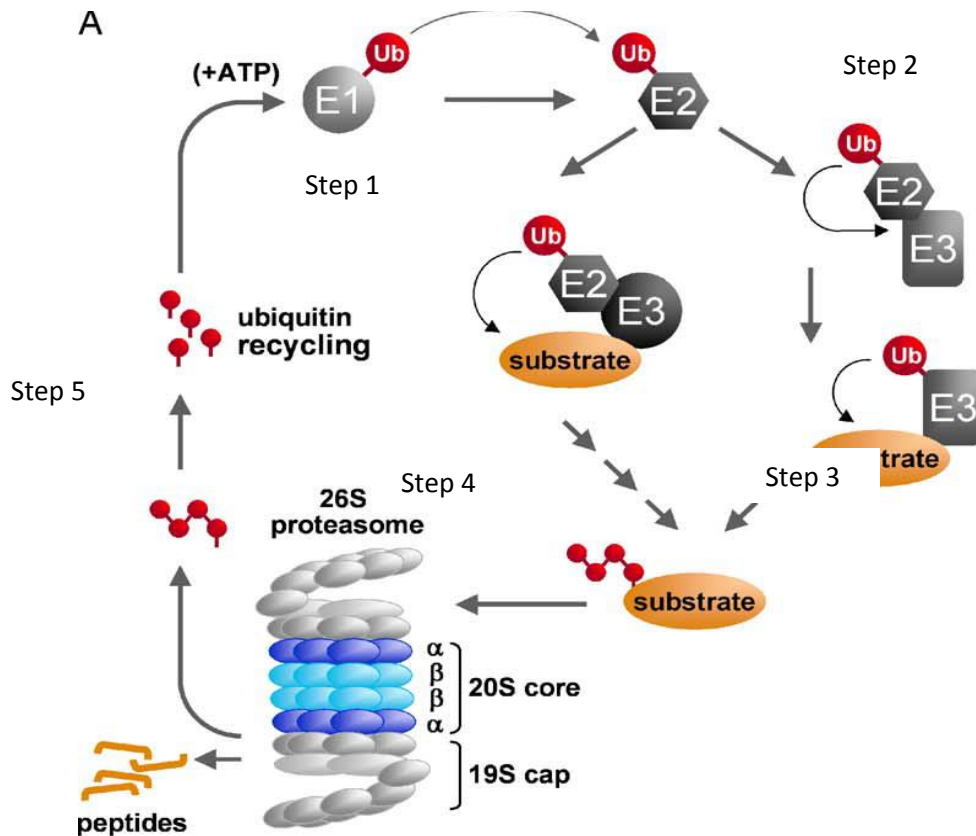 A
(+ATP)
Ub
E1
Ub
E2
Step 2
Step 1
Ub
E2
E3
Ub
E2
E3
substrate
ubiquitin
recycling
Step 5
Ub
E3
trate
Step 3
Step 4
26S
proteasome
substrate
α
β
β
α
20S core
19S cap
peptides